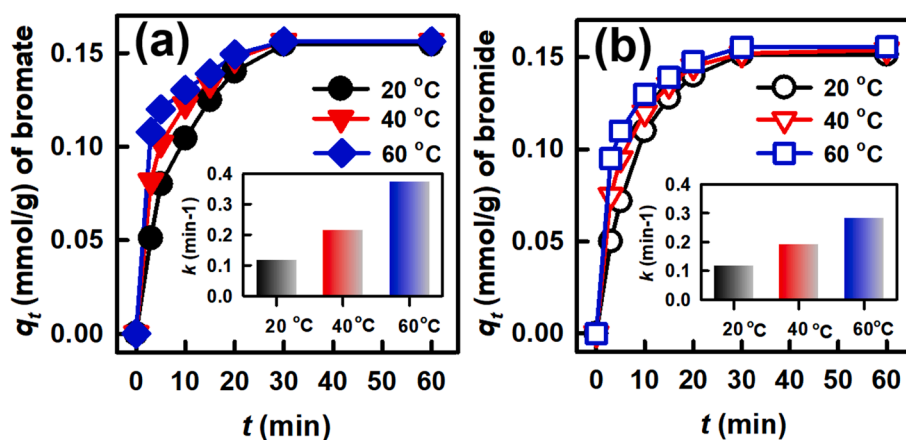 (a)
qt (mmol/g) of bromate
0.15
0.10
0.05
0.00
20 °C
40 °C
60 °C
k (min-1)
0.4
0.3
0.2
0.1
0.0
20 °C
40 °C
60°C
0 10 20 30 40 50 60
t (min)
(b)
qt (mmol/g) of bromide
0.15
0.10
0.05
0.00
20 °C
40 °C
60 °C
k (min-1)
0.4
0.3
0.2
0.1
0.0
20 °C
40 °C
60°C
0 10 20 30 40 50 60
t (min)